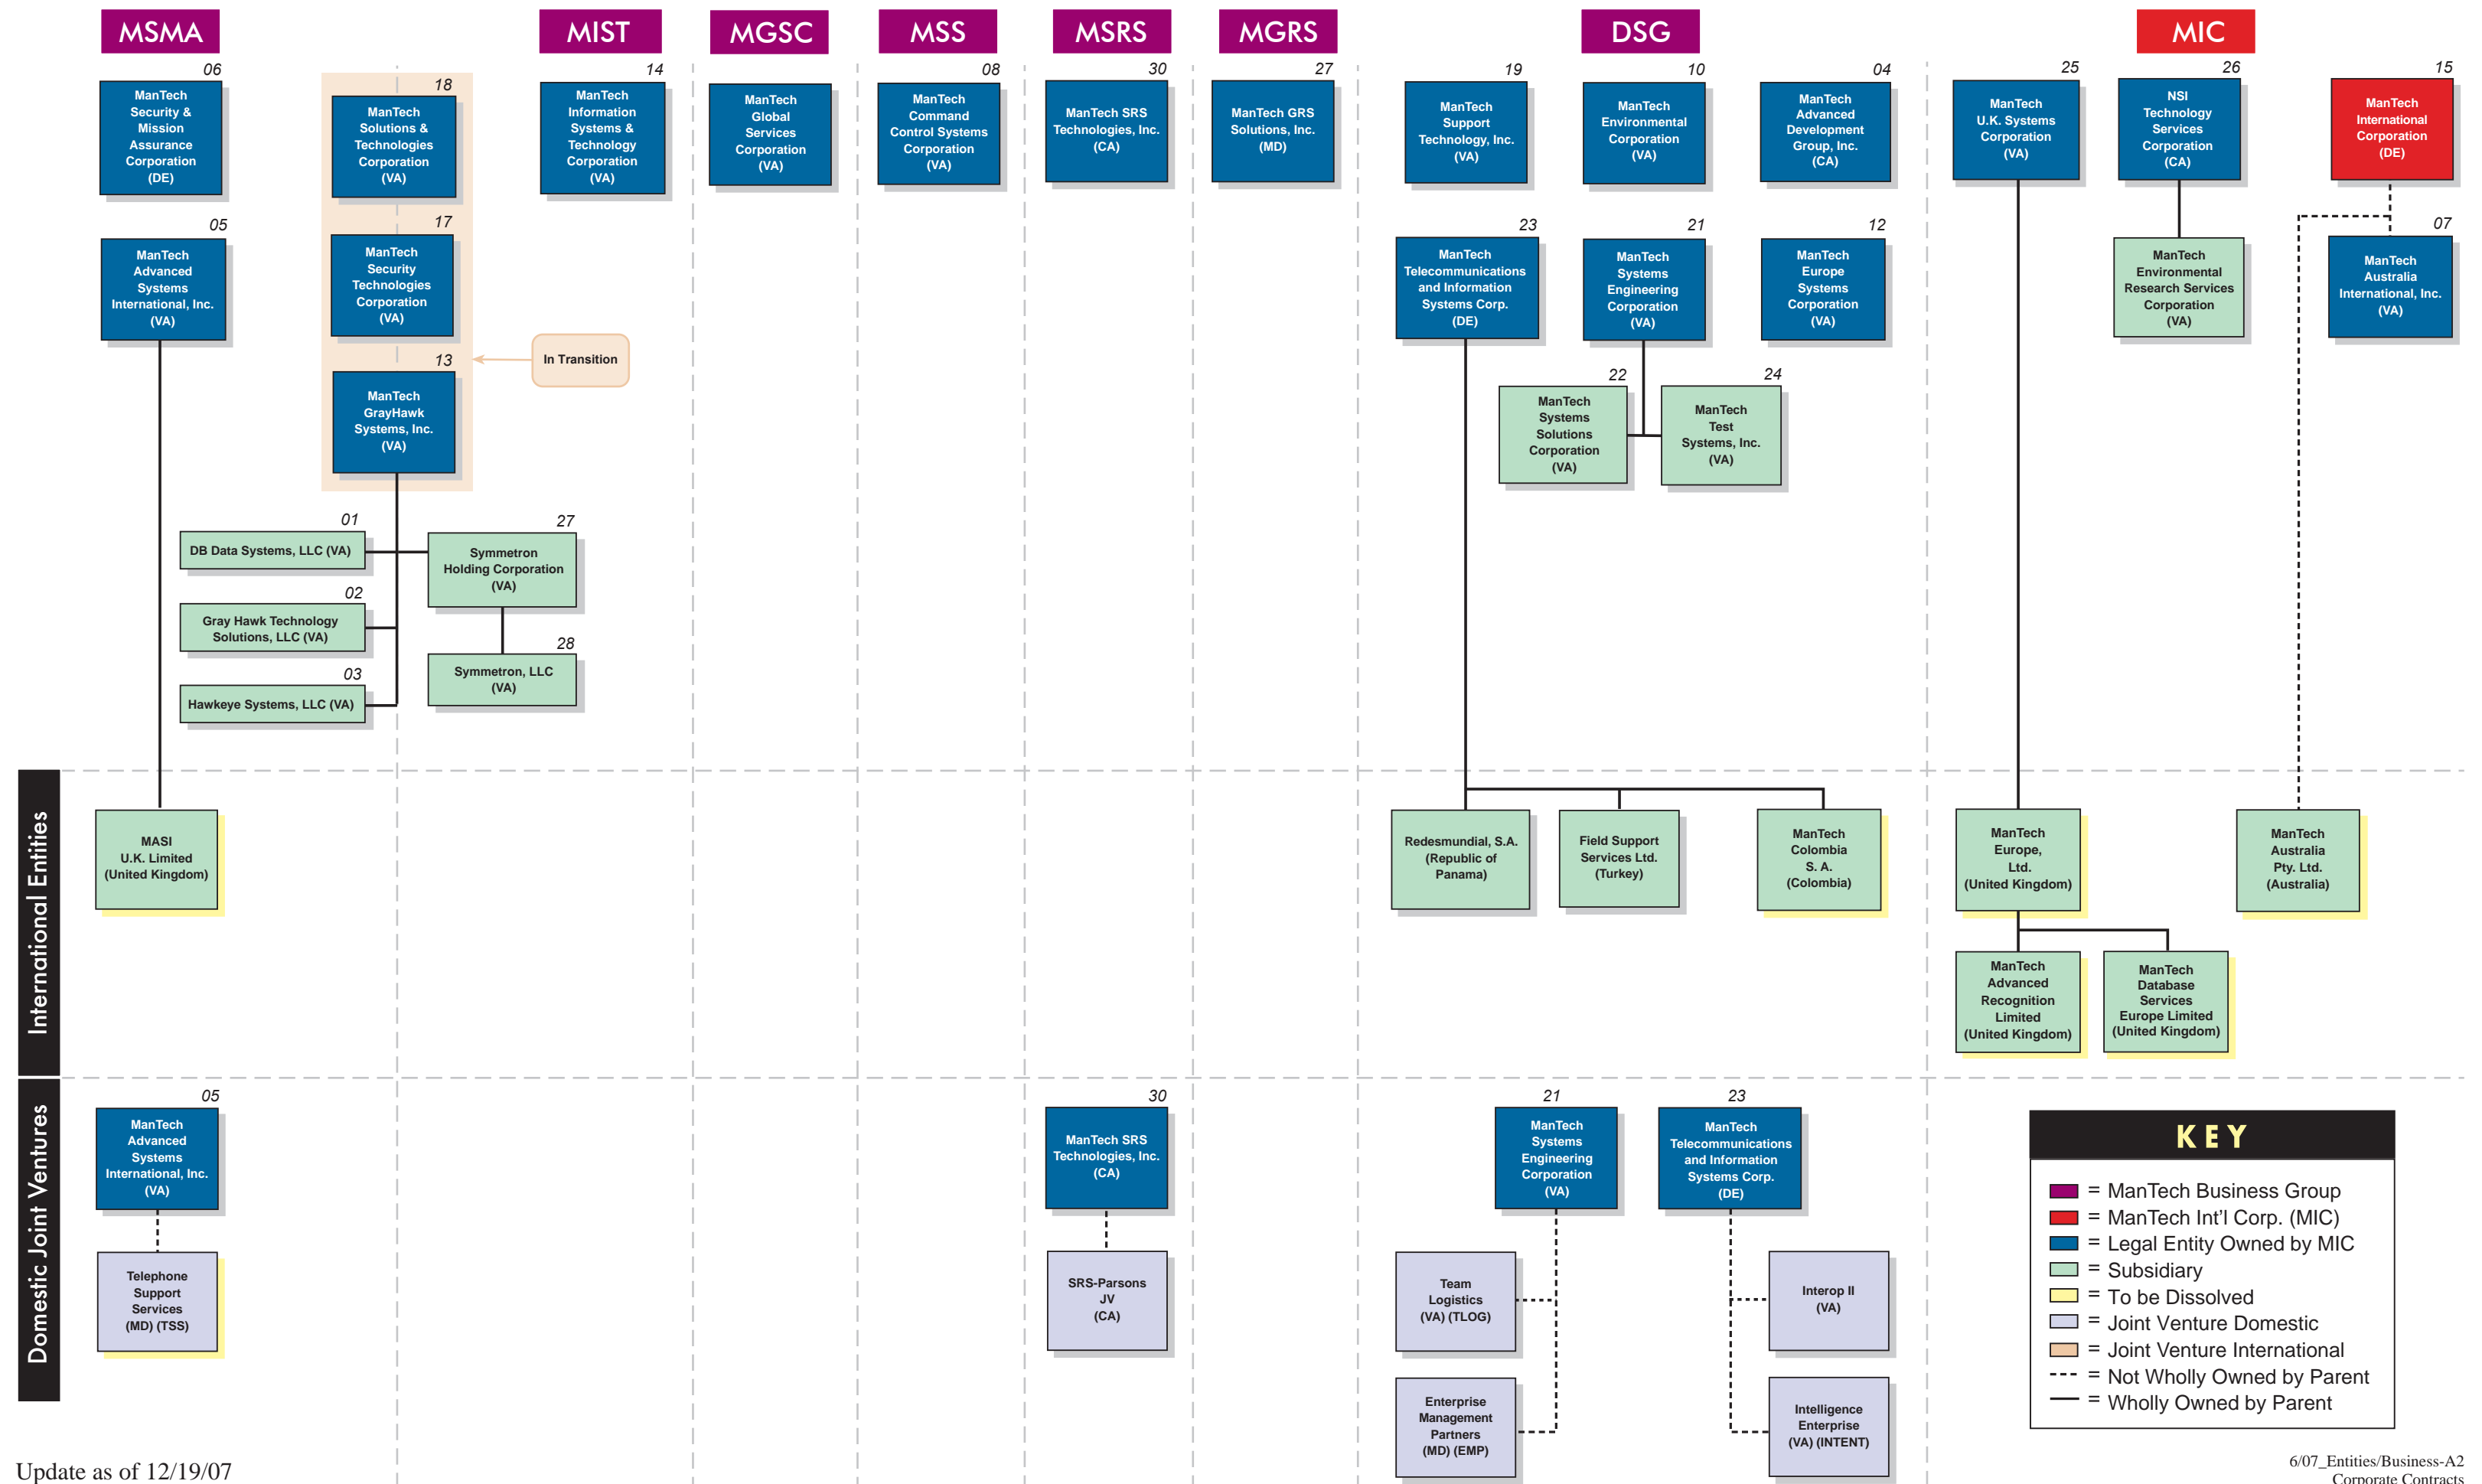 MSMA
MIST
MGSC
MSS
MSRS
MGRS
DSG
MIC
06
ManTech
Security &
Mission
Assurance
Corporation
(DE)
18
ManTech
Solutions &
Technologies
Corporation
(VA)
14
ManTech
Information
Systems &
Technology
Corporation
(VA)
ManTech
Global
Services
Corporation
(VA)
08
ManTech
Command
Control Systems
Corporation
(VA)
30
ManTech SRS
Technologies, Inc.
(CA)
27
ManTech GRS
Solutions, Inc.
(MD)
19
ManTech
Support
Technology, Inc.
(VA)
10
ManTech
Environmental
Corporation
(VA)
04
ManTech
Advanced
Development
Group, Inc.
(CA)
25
ManTech
U.K. Systems
Corporation
(VA)
26
NSI
Technology
Services
Corporation
(CA)
15
ManTech
International
Corporation
(DE)
05
ManTech
Advanced
Systems
International, Inc.
(VA)
17
ManTech
Security
Technologies
Corporation
(VA)
23
ManTech
Telecommunications
and Information
Systems Corp.
(DE)
21
ManTech
Systems
Engineering
Corporation
(VA)
12
ManTech
Europe
Systems
Corporation
(VA)
ManTech
Environmental
Research Services
Corporation
(VA)
07
ManTech
Australia
International, Inc.
(VA)
13
ManTech
GrayHawk
Systems, Inc.
(VA)
In Transition
22
ManTech
Systems
Solutions
Corporation
(VA)
24
ManTech
Test
Systems, Inc.
(VA)
01
DB Data Systems, LLC (VA)
27
Symmetron
Holding Corporation
(VA)
02
Gray Hawk Technology
Solutions, LLC (VA)
28
Symmetron, LLC
(VA)
03
Hawkeye Systems, LLC (VA)
International Entities
MASI
U.K. Limited
(United Kingdom)
Redesmundial, S.A.
(Republic of
Panama)
Field Support
Services Ltd.
(Turkey)
ManTech
Colombia
S. A.
(Colombia)
ManTech
Europe,
Ltd.
(United Kingdom)
ManTech
Australia
Pty. Ltd.
(Australia)
ManTech
Advanced
Recognition
Limited
(United Kingdom)
ManTech
Database
Services
Europe Limited
(United Kingdom)
Domestic Joint Ventures
05
ManTech
Advanced
Systems
International, Inc.
(VA)
30
ManTech SRS
Technologies, Inc.
(CA)
21
ManTech
Systems
Engineering
Corporation
(VA)
23
ManTech
Telecommunications
and Information
Systems Corp.
(DE)
Telephone
Support
Services
(MD) (TSS)
SRS-Parsons
JV
(CA)
Team
Logistics
(VA) (TLOG)
Interop II
(VA)
Enterprise
Management
Partners
(MD) (EMP)
Intelligence
Enterprise
(VA) (INTENT)
KEY
= ManTech Business Group
= ManTech Int'l Corp. (MIC)
= Legal Entity Owned by MIC
= Subsidiary
= To be Dissolved
= Joint Venture Domestic
= Joint Venture International
= Not Wholly Owned by Parent
= Wholly Owned by Parent
Update as of 12/19/07
6/07_Entities/Business-A2
Corporate Contracts